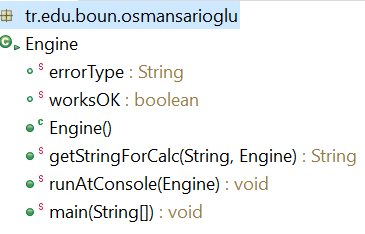 tr.edu.boun.osmansarioglu
Engine
S errorType : String
S worksOK : boolean
C Engine()
S getStringForCalc(String, Engine) : String
S runAtConsole(Engine) : void
S main(String[]) : void